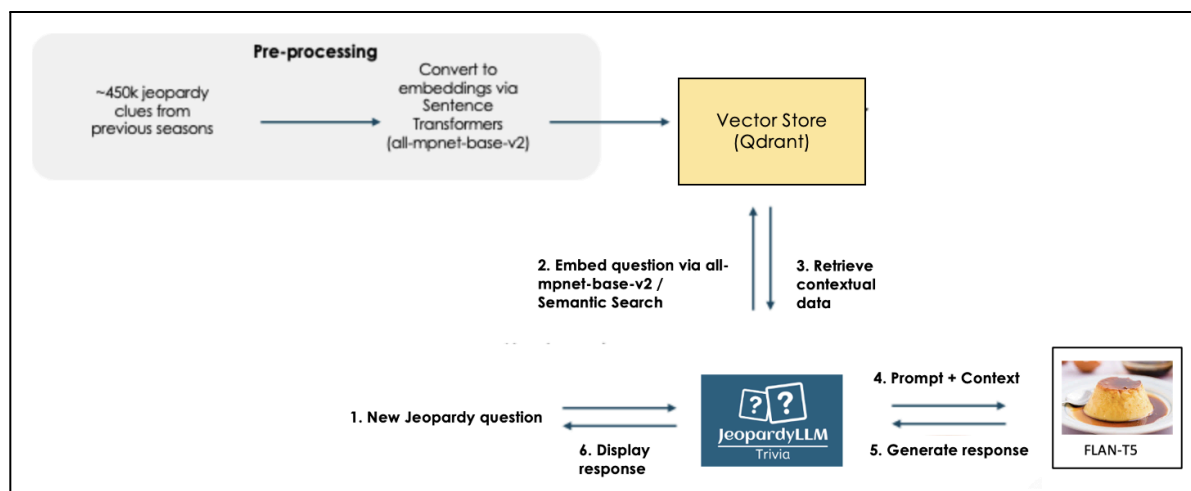 Pre-processing
~450k jeopardy
clues from
previous seasons
Convert to
embeddings via
Sentence
Transformers
(all-mpnet-base-v2)
Vector Store
(Qdrant)
2. Embed question via all-
mpnet-base-v2 /
Semantic Search
3. Retrieve
contextual
data
1. New Jeopardy question
6. Display
response
? ?
JeopardyLLM
Trivia
4. Prompt + Context
5. Generate response
FLAN-T5